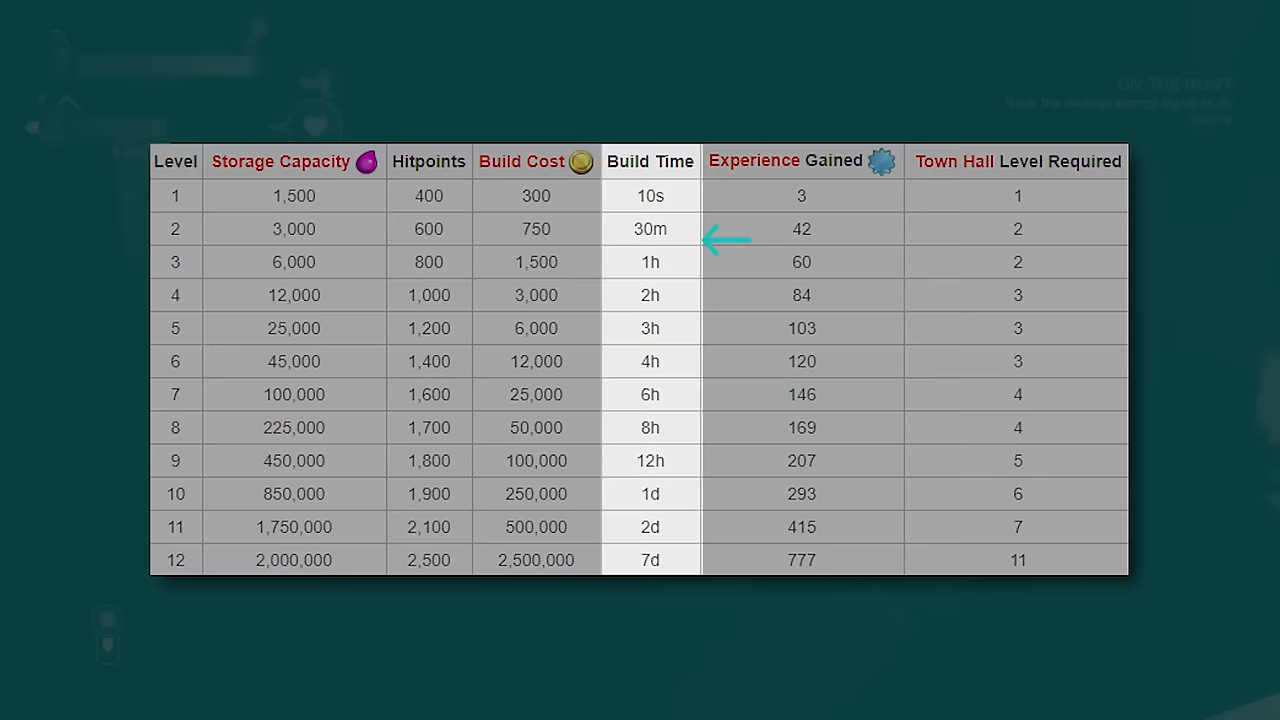 ON THE HUNT
Level Storage Capacity Hitpoints Build Cost Build Time Experience Gained Town Hall Level Required
1 1,500 400 300 10s 3 1
2 3,000 600 750 30m 42 2
3 6,000 800 1,500 1h 60 2
4 12,000 1,000 3,000 2h 84 3
5 25,000 1,200 6,000 3h 103 3
6 45,000 1,400 12,000 4h 120 3
7 100,000 1,600 25,000 6h 146 4
8 225,000 1,700 50,000 8h 169 4
9 450,000 1,800 100,000 12h 207 5
10 850,000 1,900 250,000 1d 293 6
11 1,750,000 2,100 500,000 2d 415 7
12 2,000,000 2,500 2,500,000 7d 777 11